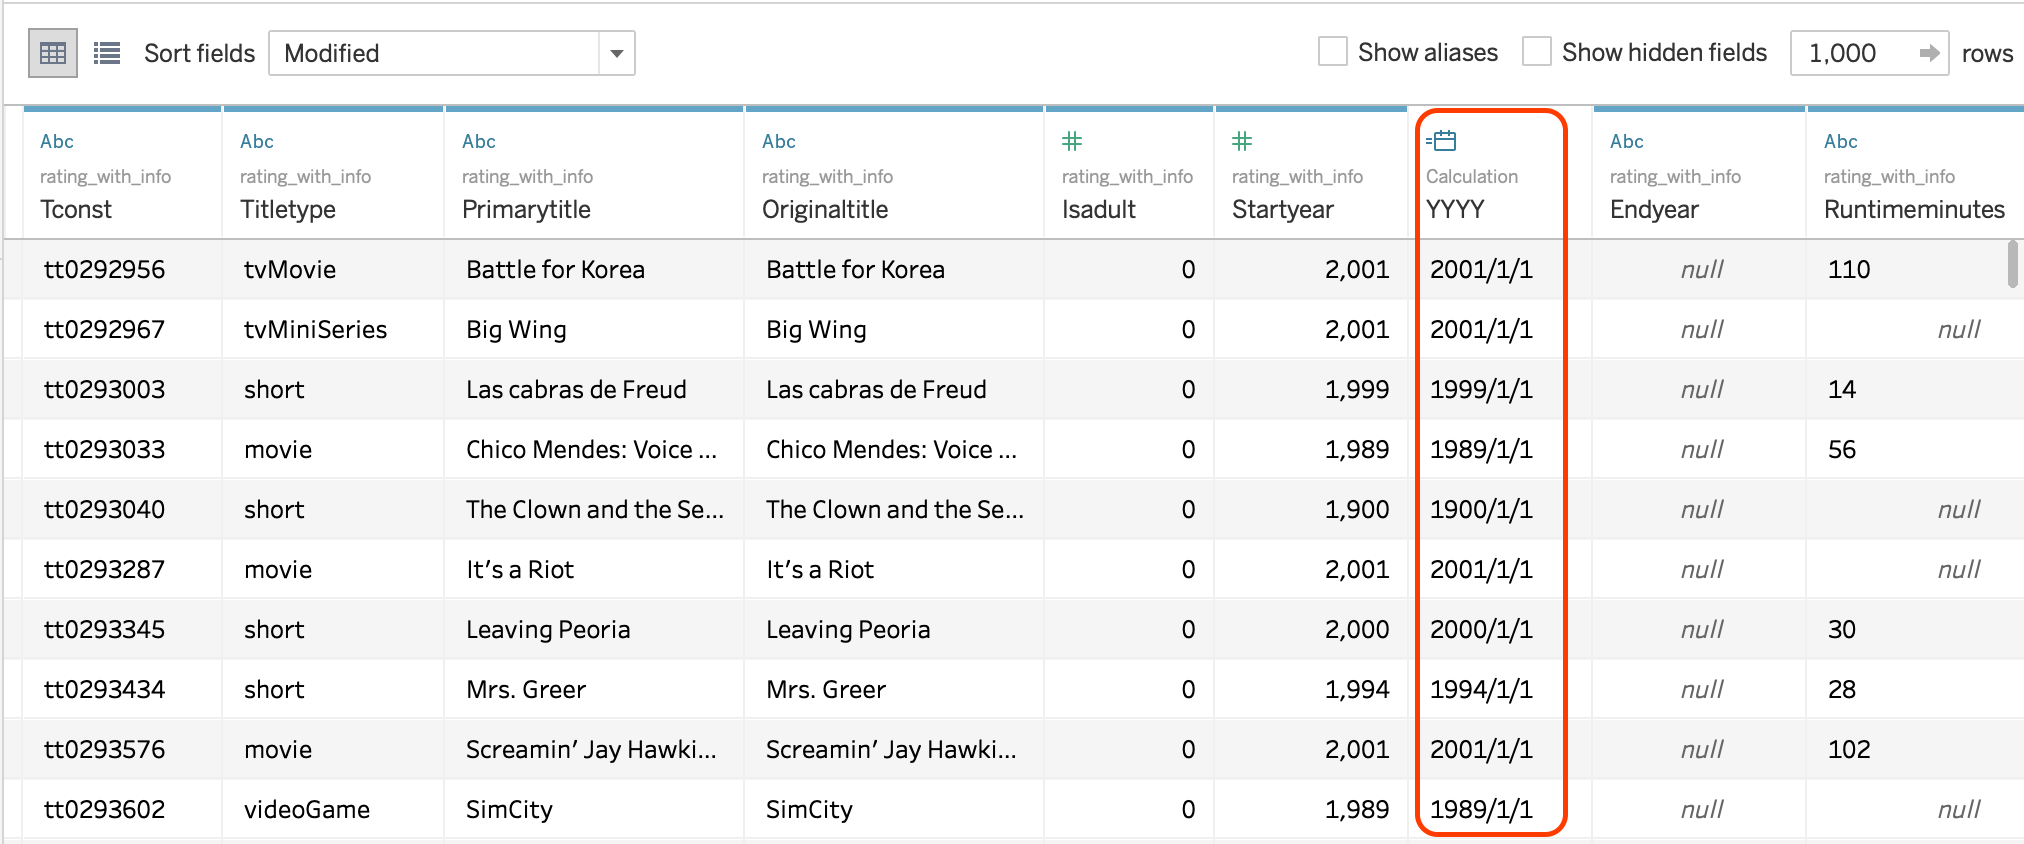 Sort fields Modified Show aliases Show hidden fields 1,000 rows
Abc Abc Abc Abc Abc Abc
rating_with_info rating_with_info rating_with_info rating_with_info rating_with_info rating_with_info Calculation rating_with_info rating_with_info
Tconst Titletype Primarytitle Originaltitle Isadult Startyear YYYY Endyear Runtimeminutes
tt0292956 tvMovie Battle for Korea Battle for Korea 0 2,001 2001/1/1 null 110
tt0292967 tvMiniSeries Big Wing Big Wing 0 2,001 2001/1/1 null null
tt0293003 short Las cabras de Freud Las cabras de Freud 0 1,999 1999/1/1 null 14
tt0293033 movie Chico Mendes: Voice ... Chico Mendes: Voice ... 0 1,989 1989/1/1 null 56
tt0293040 short The Clown and the Se... The Clown and the Se... 0 1,900 1900/1/1 null null
tt0293287 movie It's a Riot It's a Riot 0 2,001 2001/1/1 null null
tt0293345 short Leaving Peoria Leaving Peoria 0 2,000 2000/1/1 null 30
tt0293434 short Mrs. Greer Mrs. Greer 0 1,994 1994/1/1 null 28
tt0293576 movie Screamin' Jay Hawki... Screamin' Jay Hawki... 0 2,001 2001/1/1 null 102
tt0293602 videoGame SimCity SimCity 0 1,989 1989/1/1 null null